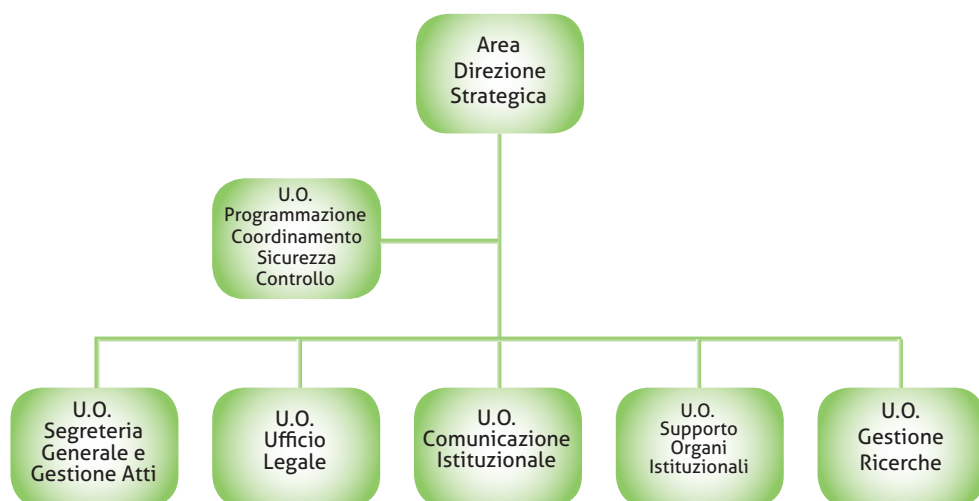 Area
Direzione
Strategica
U.O.
Programmazione
Coordinamento
Sicurezza
Controllo
U.O.
Segreteria
Generale e
Gestione Atti
U.O.
Ufficio
Legale
U.O.
Comunicazione
Istituzionale
U.O.
Supporto
Organi
Istituzionali
U.O.
Gestione
Ricerche